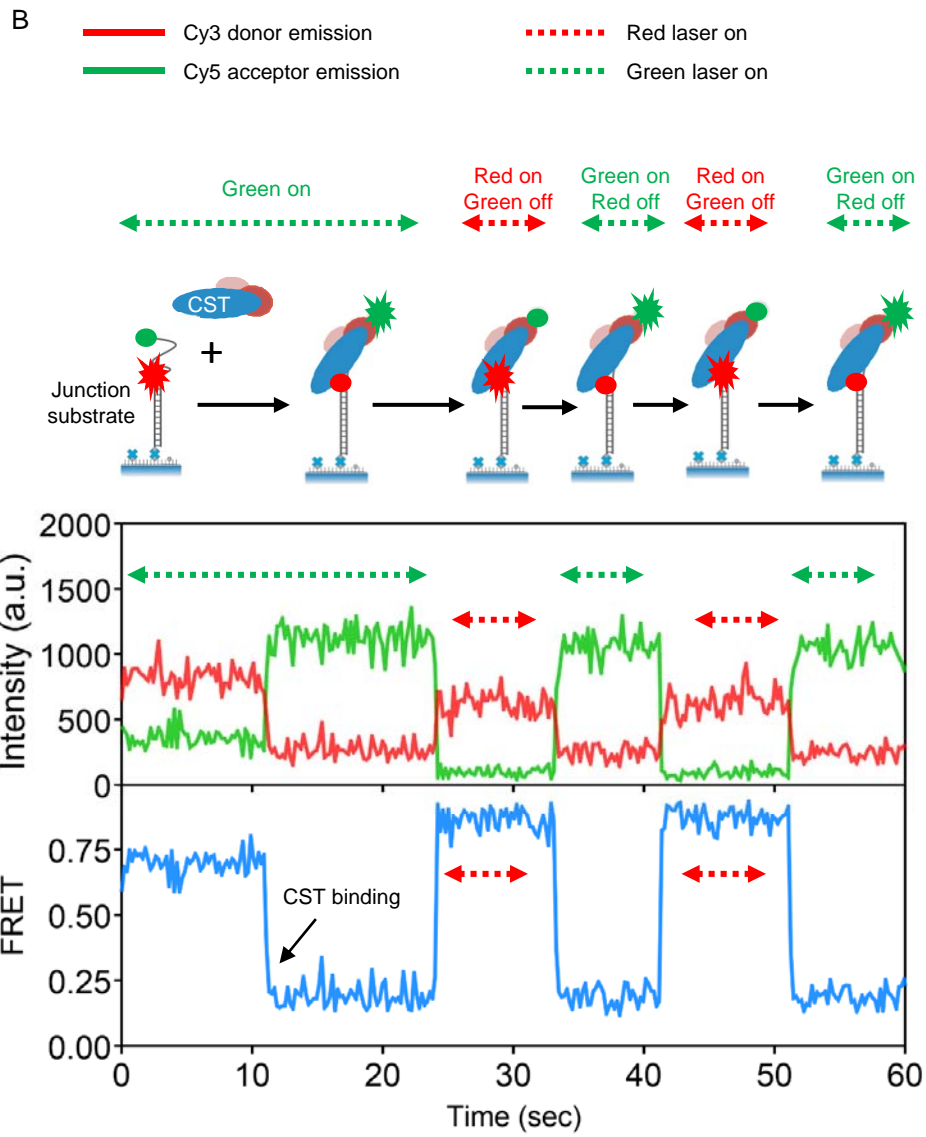 B
Cy3 donor emission
Red laser on
Cy5 acceptor emission
Green laser on
Green on
Red on
Green off
Green on
Red off
Red on
Green off
Green on
Red off
CST
+
Junction
substrate
2000
1500
1000
500
0
Intensity (a.u.)
0.75
0.50
0.25
0.00
FRET
CST binding
0 10 20 30 40 50 60
Time (sec)